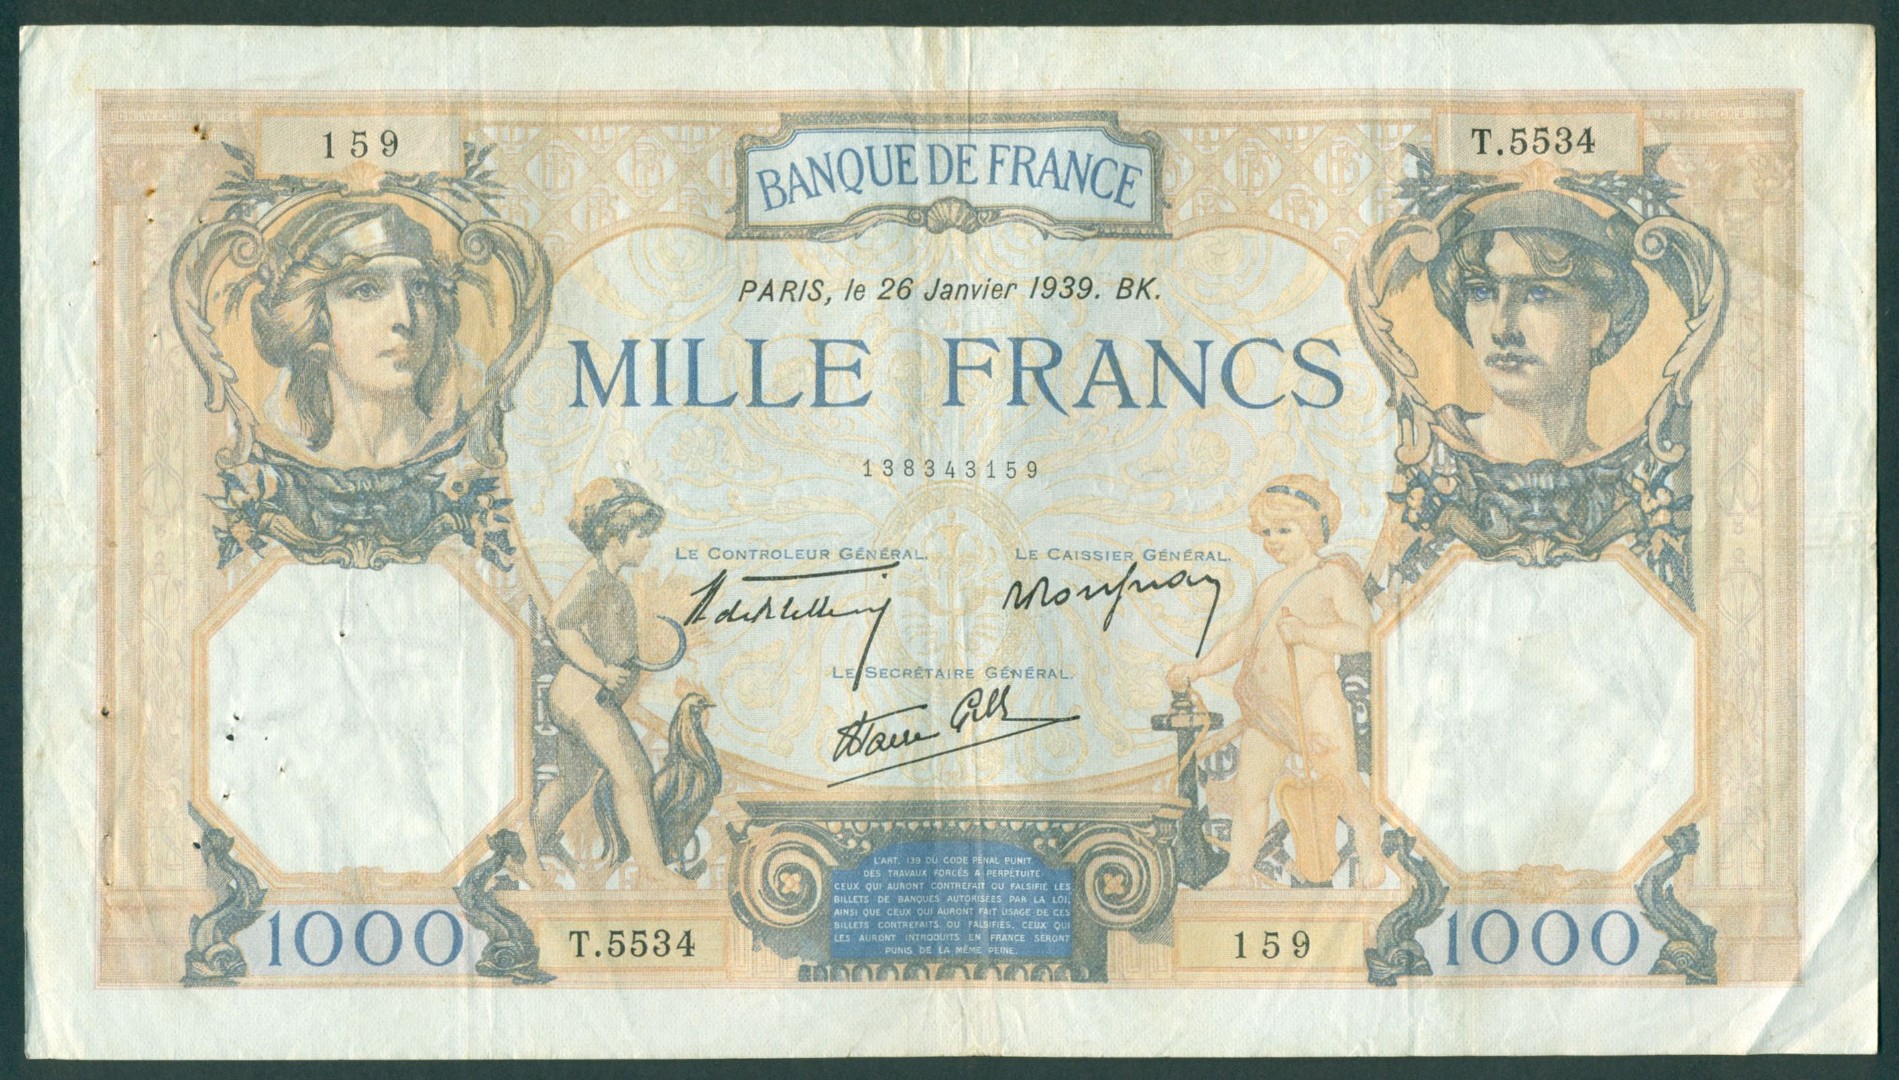 159
T.5534
BANQUE DE FRANCE
PARIS, le 26 Janvier 1939. BK.
MILLE FRANCS
138343159
LE CONTROLEUR GÉNÉRAL.
LE CAISSIER GÉNÉRAL.
LE SECRÉTAIRE GÉNÉRAL.
L'ART. 139 DU CODE PÉNAL PUNIT
DES TRAVAUX FORCÉS A PERPÉTUITÉ
CEUX QUI AURONT CONTREFAIT OU FALSIFIÉ LES
BILLETS DE BANQUES AUTORISÉES PAR LA LOI,
AINSI QUE CEUX QUI AURONT FAIT USAGE DE CES
BILLETS CONTREFAITS OU FALSIFIÉS. CEUX QUI
LES AURONT INTRODUITS EN FRANCE SERONT
PUNIS DE LA MÊME PEINE.
1000
T.5534
159
1000